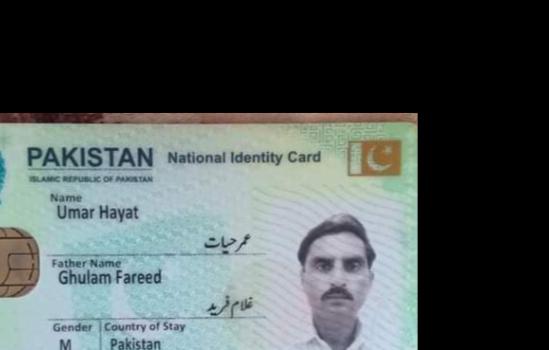 PAKISTAN National Identity Card
ISLAMIC REPUBLIC OF PAKISTAN
Name
Umar Hayat
عمر حیات
Father Name
Ghulam Fareed
غلام فرید
Gender Country of Stay
M Pakistan